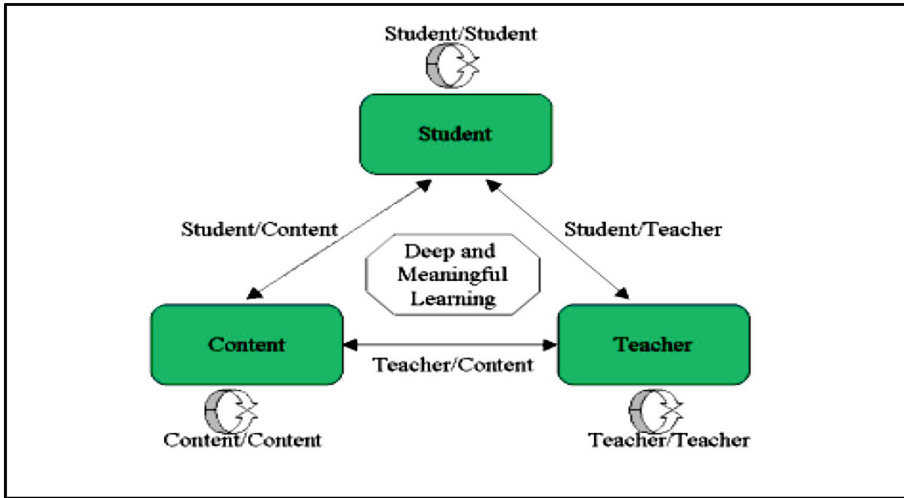 Student/Student
Student
Student/Content
Student/Teacher
Deep and
Meaningful
Learning
Content
Teacher/Content
Teacher
Content/Content
Teacher/Teacher